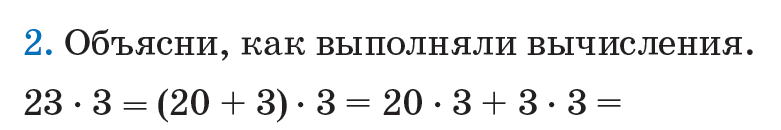 2. Объясни, как выполняли вычисления.
23 · 3 = (20 + 3) · 3 = 20 · 3 + 3 · 3 =